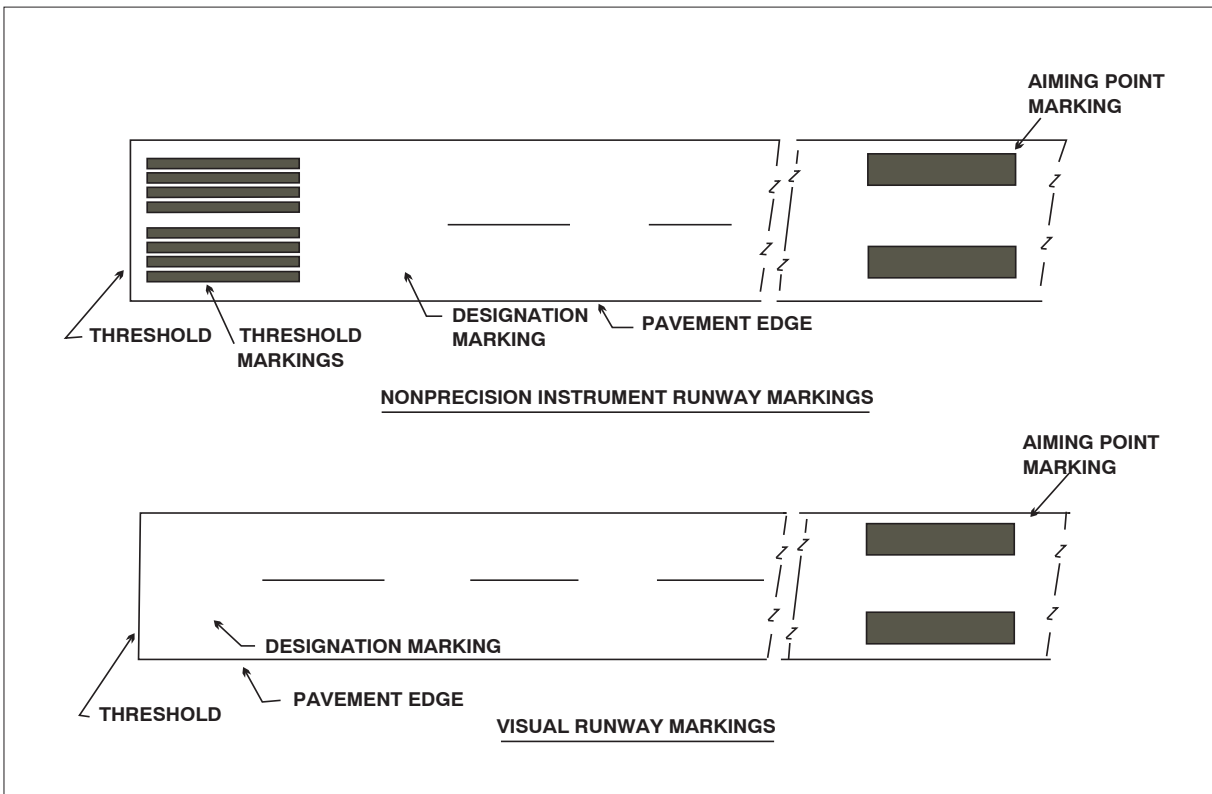 AIMING POINT
MARKING
DESIGNATION
MARKING
PAVEMENT EDGE
THRESHOLD
THRESHOLD
MARKINGS
NONPRECISION INSTRUMENT RUNWAY MARKINGS
AIMING POINT
MARKING
DESIGNATION MARKING
PAVEMENT EDGE
THRESHOLD
VISUAL RUNWAY MARKINGS